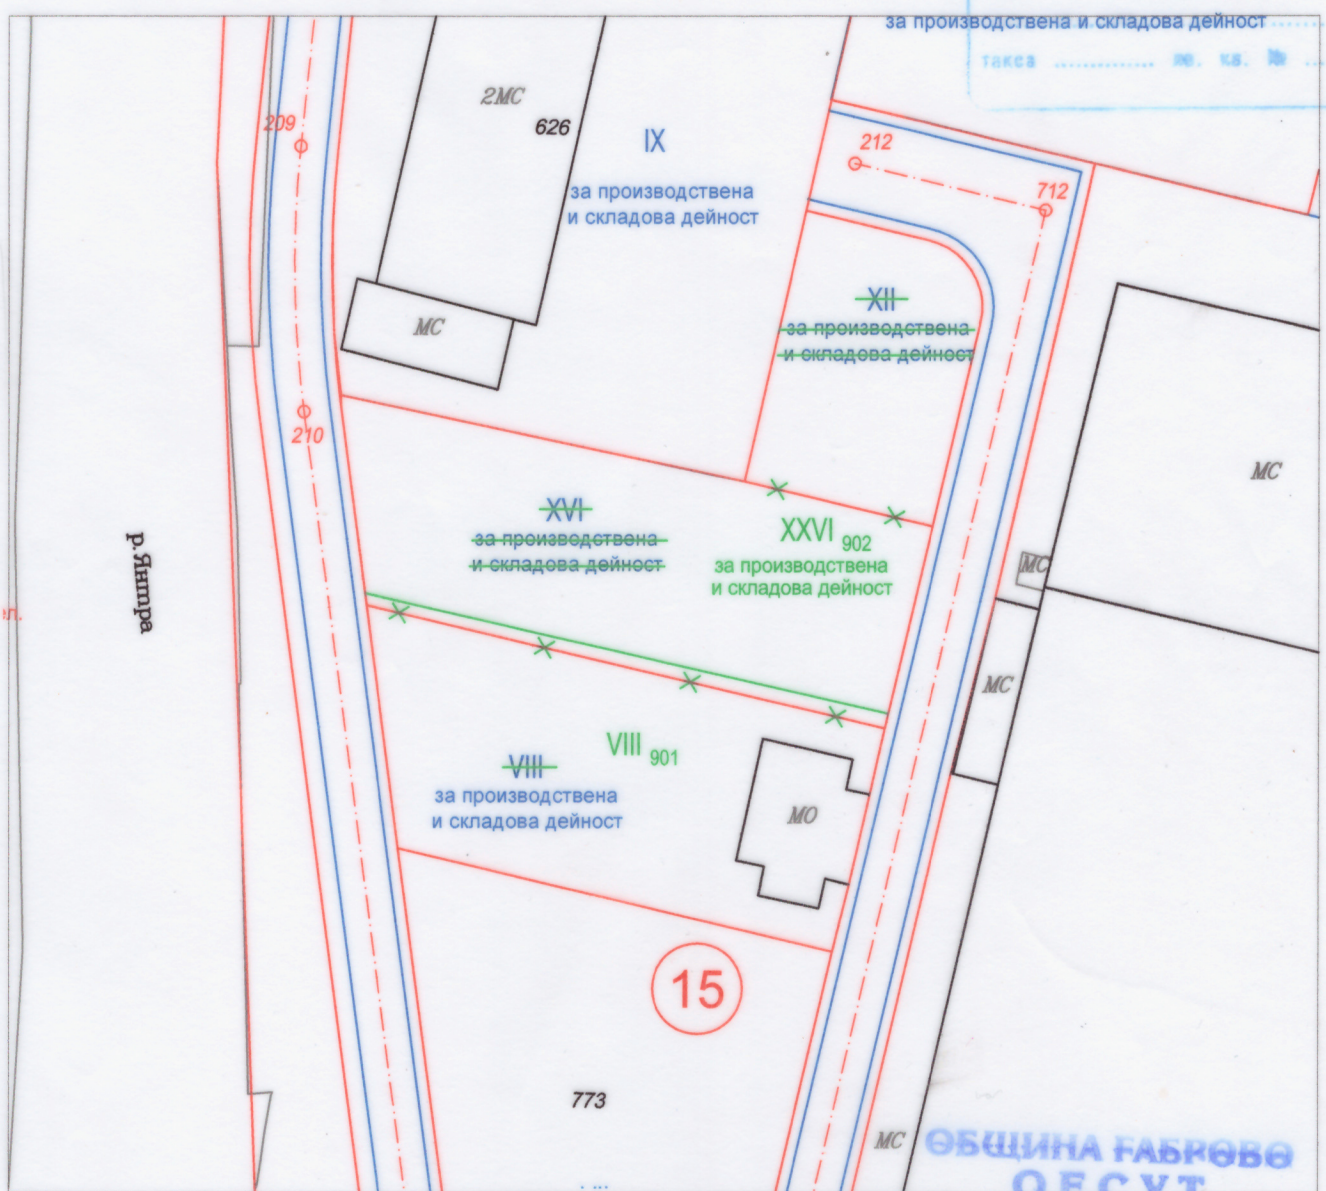 за производствена и складова дейност
такса ............. лв. кв. №
2МС
626
209
IX
за производствена
и складова дейност
212
712
XII
за производствена
и складова дейност
МС
210
МС
XVI
за производствена
и складова дейност
XXVI 902
за производствена
и складова дейност
МС
р.Янтра
МС
VIII 901
VIII
за производствена
и складова дейност
МО
15
773
МС
ОБЩИНА ГАБРОВО